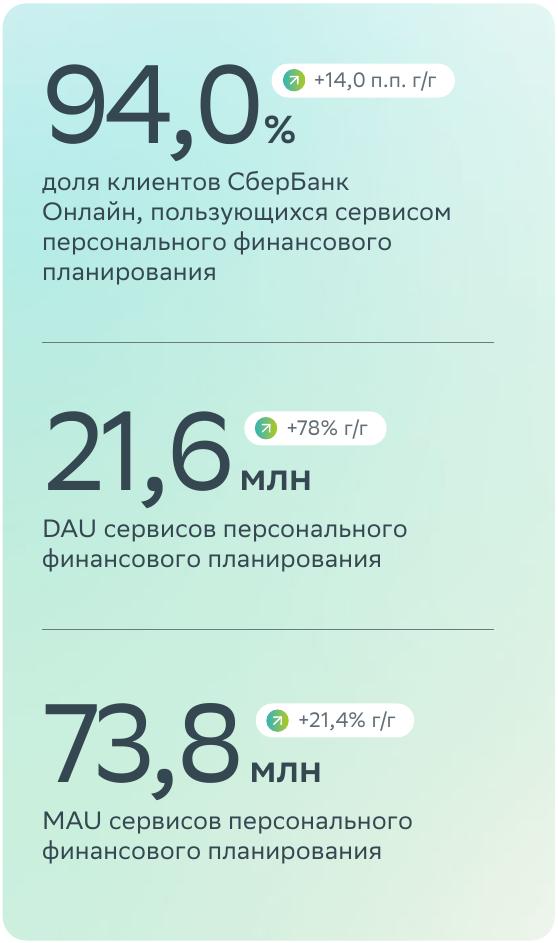 94,0% +14,0 п.п. г/г
доля клиентов СберБанк
Онлайн, пользующихся сервисом
персонального финансового
планирования
21,6 млн +78% г/г
DAU сервисов персонального
финансового планирования
73,8 млн +21,4% г/г
MAU сервисов персонального
финансового планирования